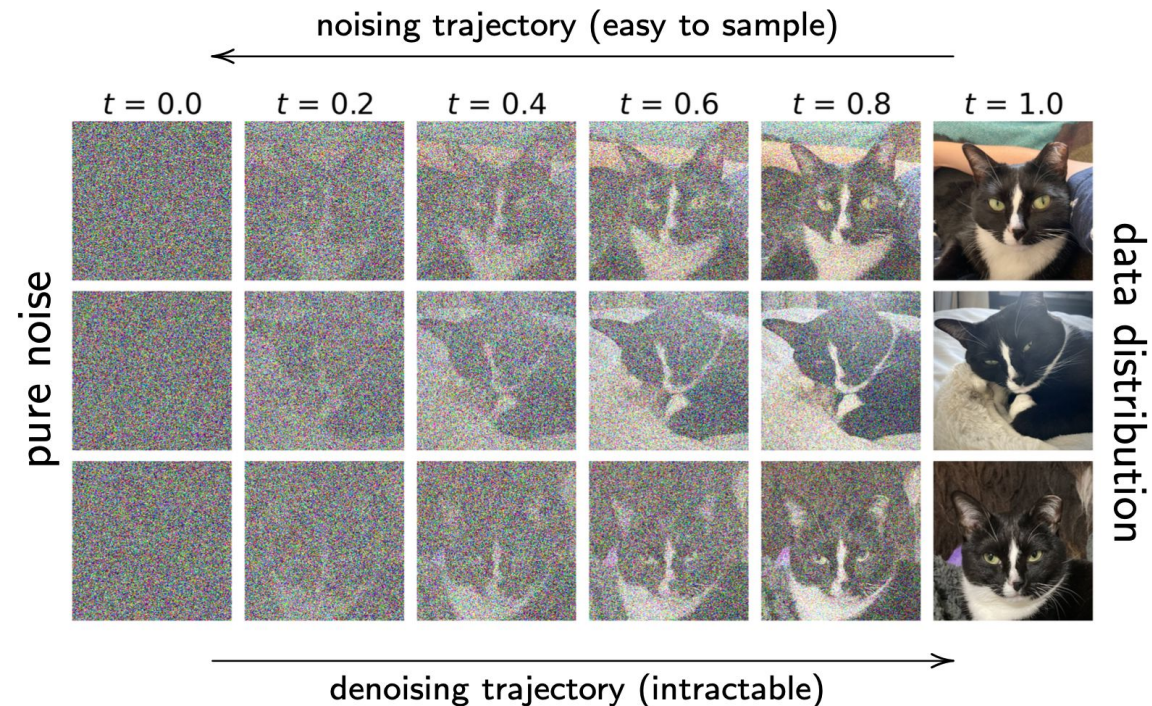 noising trajectory (easy to sample)
t = 0.0
t = 0.2
t = 0.4
t = 0.6
t = 0.8
t = 1.0
pure noise
data distribution
denoising trajectory (intractable)